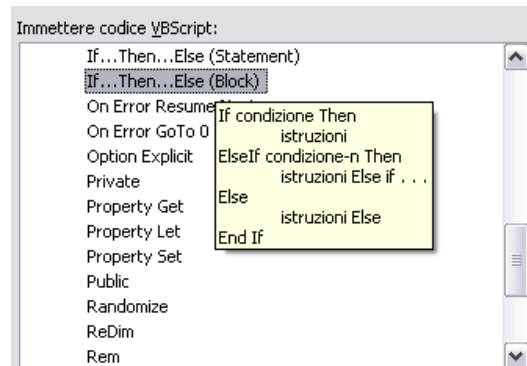 Immettere codice VBScript:
If...Then...Else (Statement)
If...Then...Else (Block)
On Error Resume
On Error GoTo 0
Option Explicit
Private
Property Get
Property Let
Property Set
Public
Randomize
ReDim
Rem
If condizione Then
istruzioni
ElseIf condizione-n Then
istruzioni Else if . . .
Else
istruzioni Else
End If